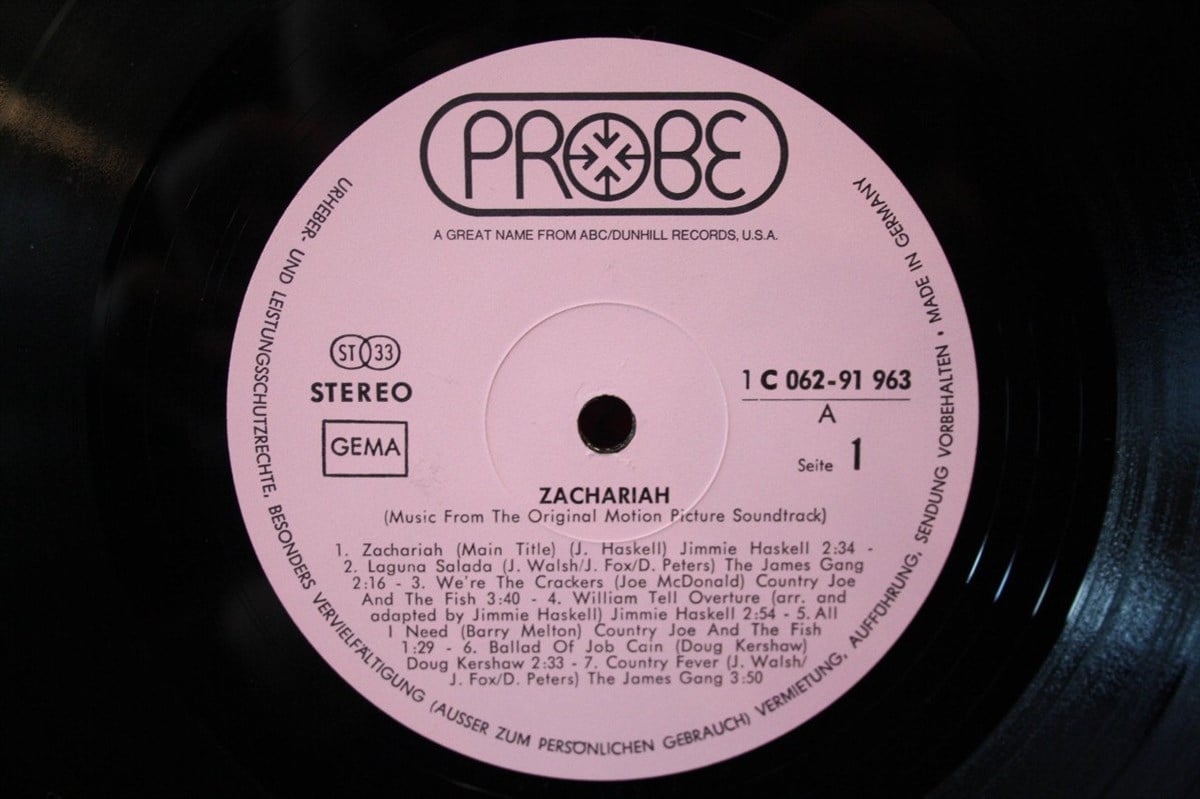 PROBE
A GREAT NAME FROM ABC/DUNHILL RECORDS, U.S.A.
ST 33
STEREO
GEMA
1 C 062-91 963
A
Seite 1
ZACHARIAH
(Music From The Original Motion Picture Soundtrack)
1. Zachariah (Main Title) (J. Haskell) Jimmie Haskell 2:34 -
2. Laguna Salada (J. Walsh/J. Fox/D. Peters) The James Gang
2:16 - 3. We're The Crackers (Joe McDonald) Country Joe
And The Fish 3:40 - 4. William Tell Overture (arr. and
adapted by Jimmie Haskell) Jimmie Haskell 2:54 - 5. All
I Need (Barry Melton) Country Joe And The Fish
1:29 - 6. Ballad Of Job Cain (Doug Kershaw)
Doug Kershaw 2:33 - 7. Country Fever (J. Walsh/
J. Fox/D. Peters) The James Gang 3:50
URHEBER- UND LEISTUNGSSCHUTZRECHTE, BESONDERS VERVIELFÄLTIGUNG (AUSSER ZUM PERSÖNLICHEN GEBRAUCH) VERMIETUNG, AUFFÜHRUNG, SENDUNG VORBEHALTEN • MADE IN GERMANY